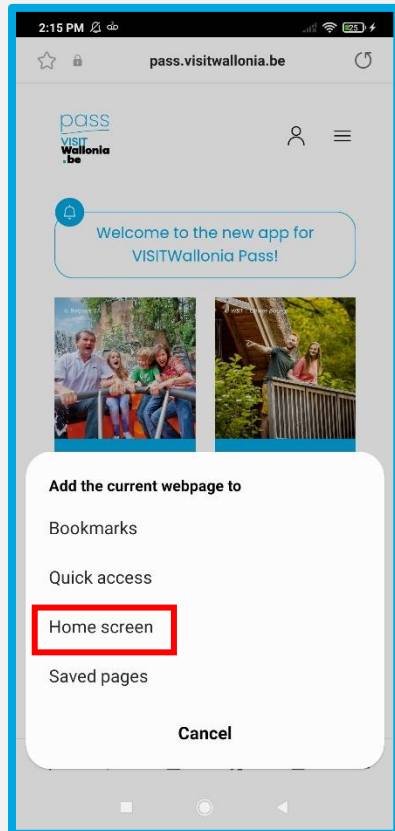 2:15 PM
25
pass.visitwallonia.be
pass
VISIT
Wallonia
.be
Welcome to the new app for
VISITWallonia Pass!
Add the current webpage to
Bookmarks
Quick access
Home screen
Saved pages
Cancel